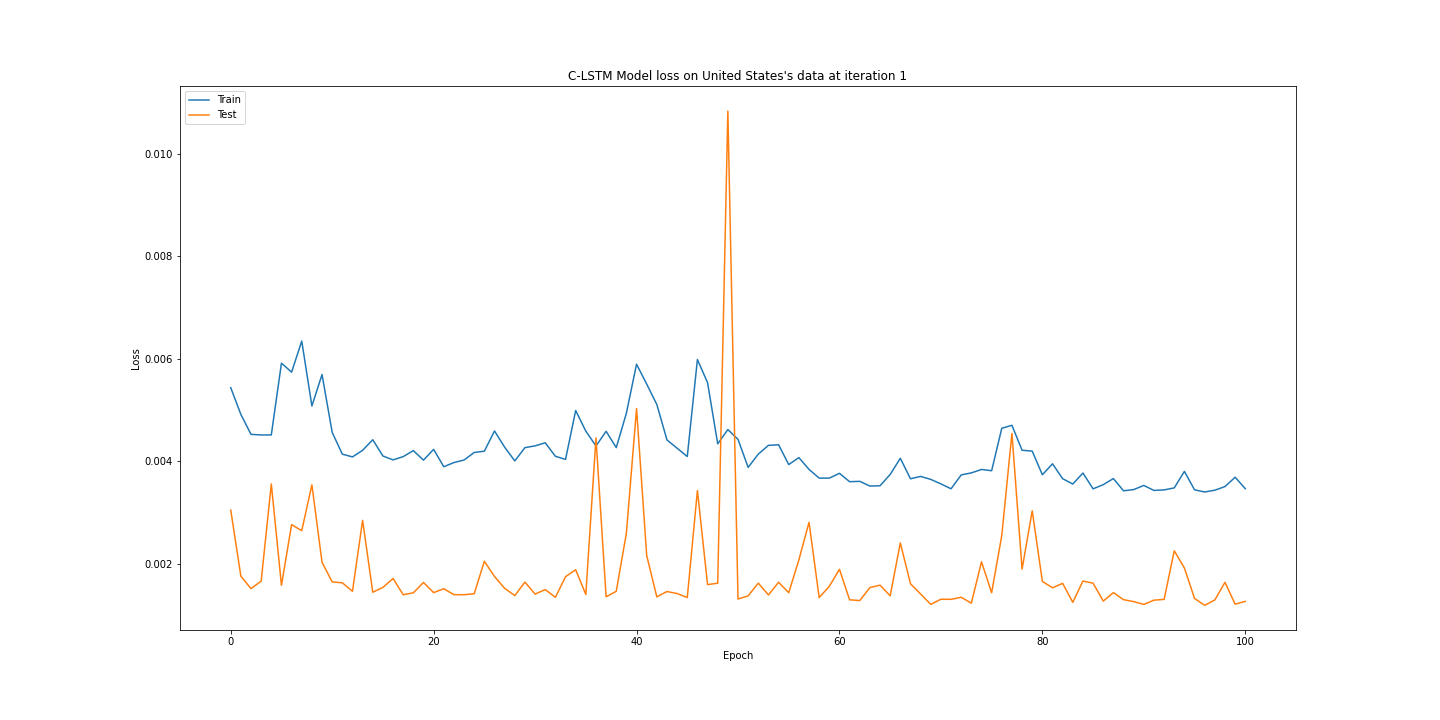 C-LSTM Model loss on United States's data at iteration 1
Train
Test
0.010
0.008
0.006
0.004
0.002
Loss
0 20 40 60 80 100
Epoch